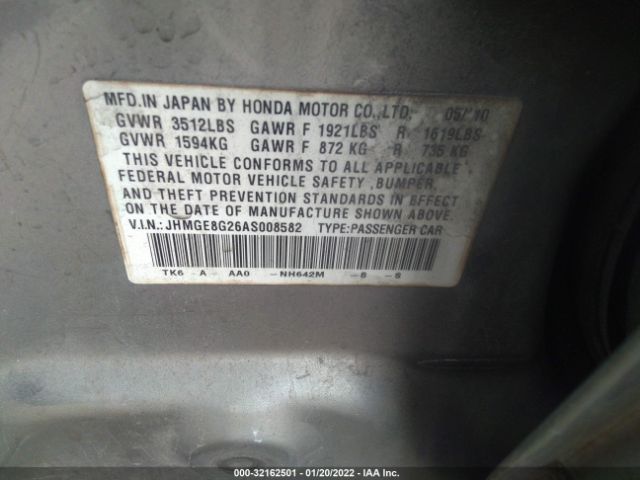 MFD.IN JAPAN BY HONDA MOTOR CO.,LTD. 05/10
GVWR 3512LBS GAWR F 1921LBS R 1619LBS
GVWR 1594KG GAWR F 872 KG R 735 KG
THIS VEHICLE CONFORMS TO ALL APPLICABLE
FEDERAL MOTOR VEHICLE SAFETY ,BUMPER,
AND THEFT PREVENTION STANDARDS IN EFFECT
ON THE DATE OF MANUFACTURE SHOWN ABOVE.
V.I.N.: JHMGE8G26AS008582 TYPE:PASSENGER CAR
TK6 -A- AA0 -NH642M -B -S
000-32162501 - 01/20/2022 - IAA Inc.